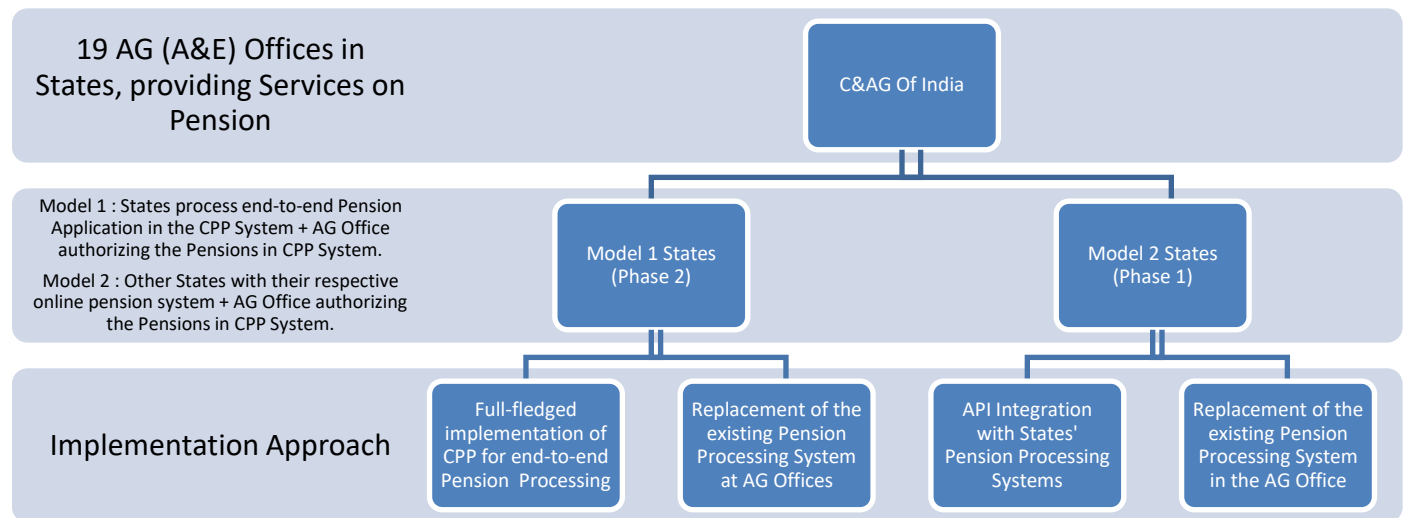 19 AG (A&E) Offices in
States, providing Services on
Pension
C&AG Of India
Model 1 : States process end-to-end Pension
Application in the CPP System + AG Office
authorizing the Pensions in CPP System.
Model 2 : Other States with their respective
online pension system + AG Office authorizing
the Pensions in CPP System.
Model 1 States
(Phase 2)
Model 2 States
(Phase 1)
Implementation Approach
Full-fledged
implementation of
CPP for end-to-end
Pension Processing
Replacement of the
existing Pension
Processing System
at AG Offices
API Integration
with States'
Pension Processing
Systems
Replacement of the
existing Pension
Processing System
in the AG Office